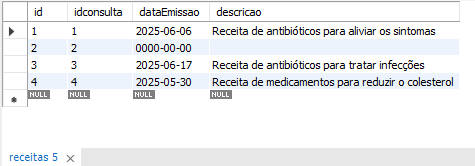 id idconsulta dataEmissao descricao
1 1 2025-06-06 Receita de antibióticos para aliviar os sintomas
2 2 0000-00-00
3 3 2025-06-17 Receita de antibióticos para tratar infecções
4 4 2025-05-30 Receita de medicamentos para reduzir o colesterol
NULL NULL NULL NULL
receitas 5